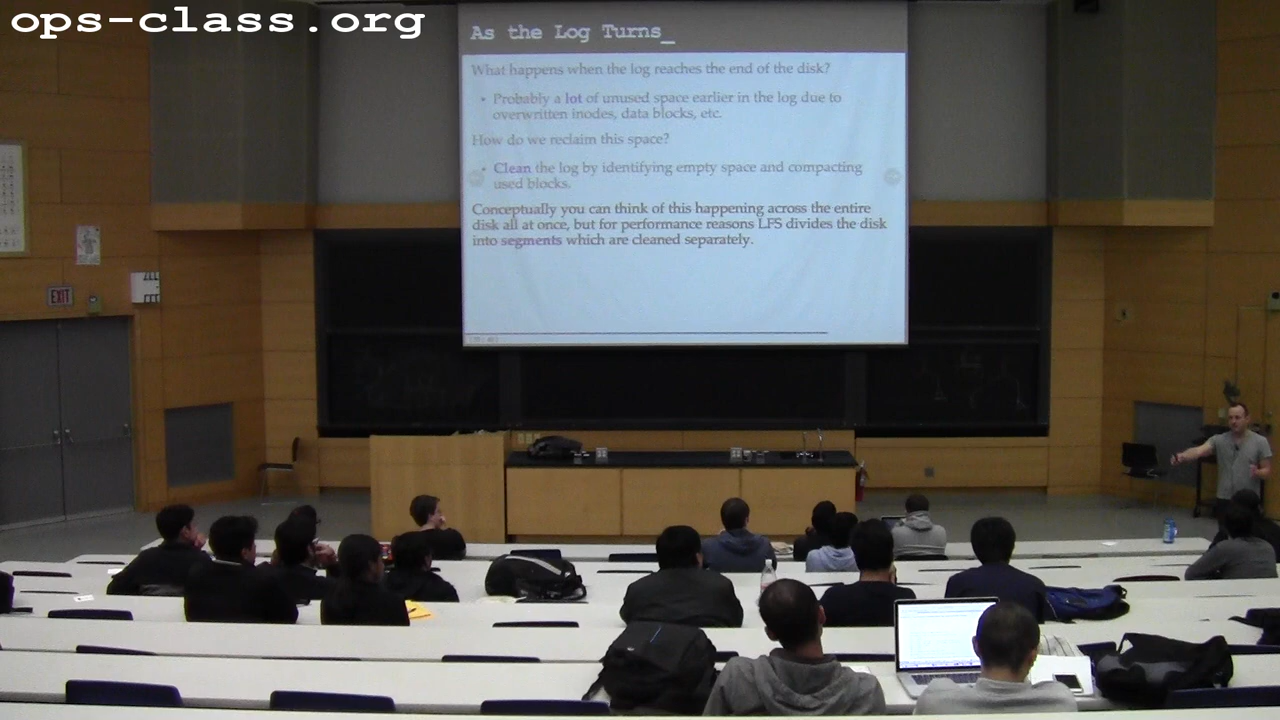 ops-class.org
As the Log Turns_
What happens when the log reaches the end of the disk?
• Probably a lot of unused space earlier in the log due to
overwritten inodes, data blocks, etc.
How do we reclaim this space?
• Clean the log by identifying empty space and compacting
used blocks.
Conceptually you can think of this happening across the entire
disk all at once, but for performance reasons LFS divides the disk
into segments which are cleaned separately.
EXIT